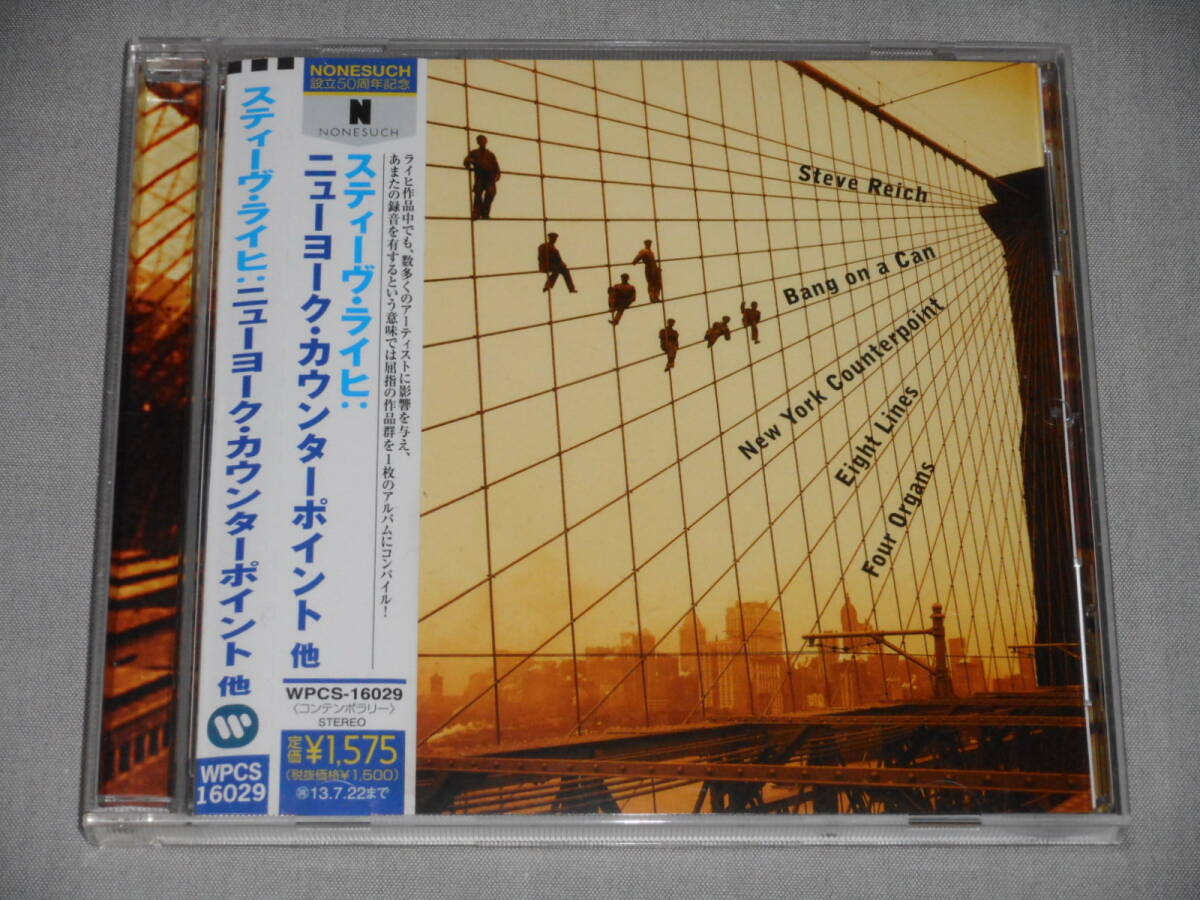 スティーヴ・ライヒ:ニューヨーク・カウンターポイント 他
WPCS
16029
NONESUCH
設立50周年記念
N
NONESUCH
スティーヴ・ライヒ:
ニューヨーク・カウンターポイント 他
ライヒ作品中でも、数多くのアーティストに影響を与え、
あまたの録音を有するという意味では屈指の作品群を1枚のアルバムにコンパイル!
WPCS-16029
〈コンテンポラリー〉
STEREO
定価¥1,575
(税抜価格¥1,500)
13.7.22まで
Steve Reich
Bang on a Can
New York Counterpoint
Eight Lines
Four Organs